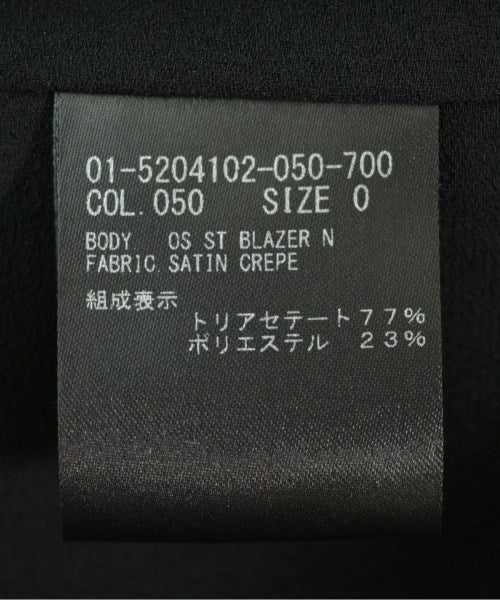 01-5204102-050-700
COL.050 SIZE 0
BODY OS ST BLAZER N
FABRIC SATIN CREPE
組成表示
トリアセテート77%
ポリエステル 23%